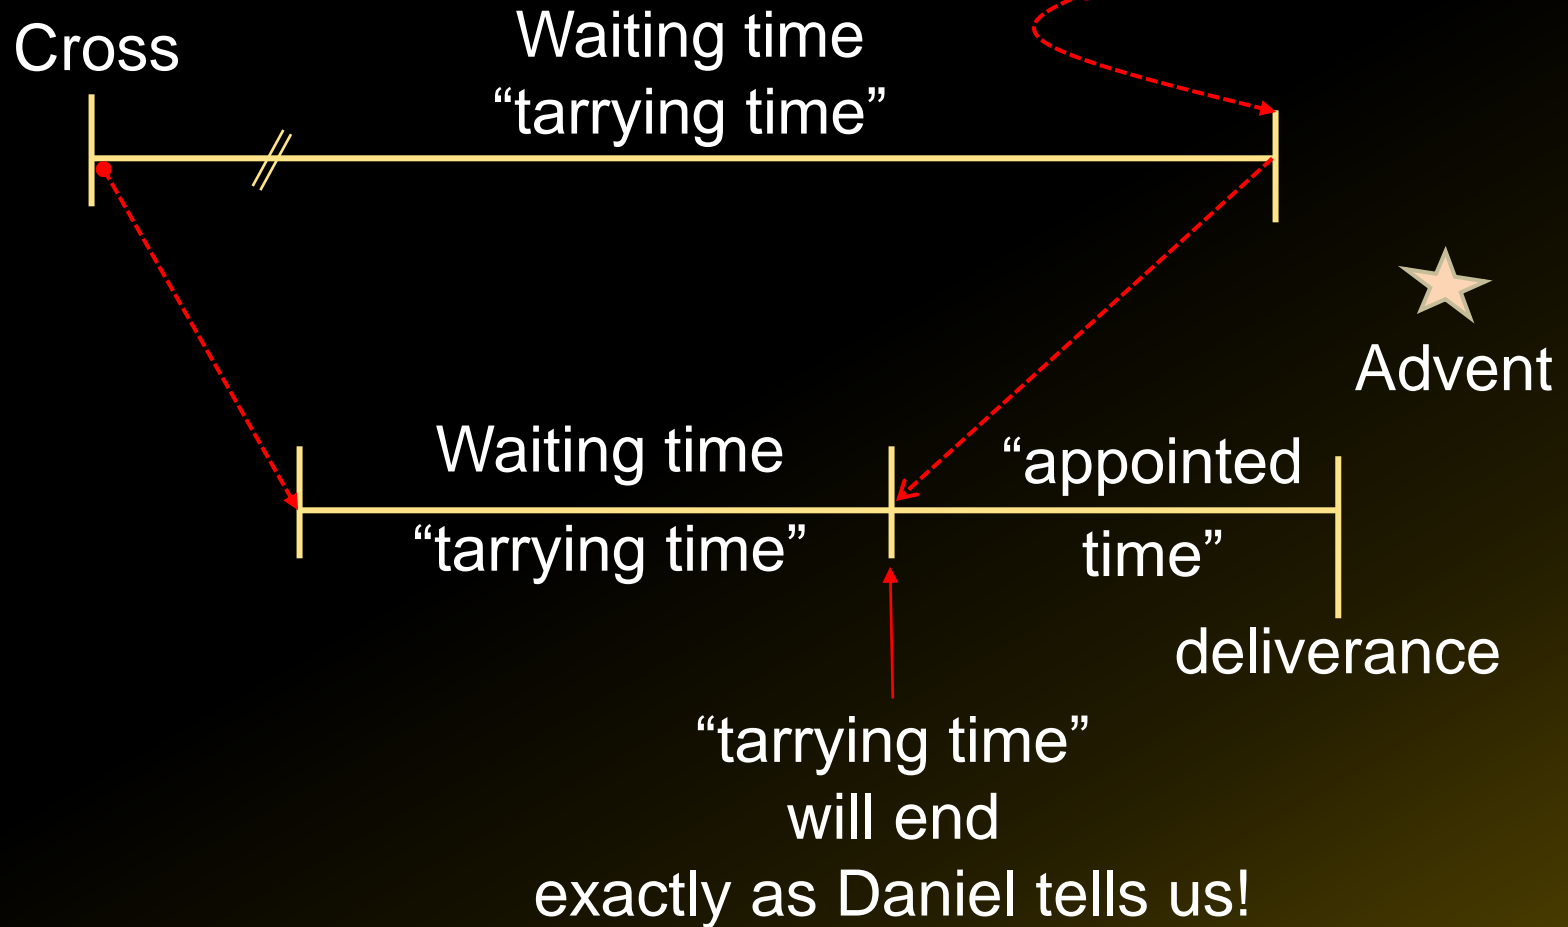 Cross
Waiting time
“tarrying time”
Advent
Waiting time
“tarrying time”
“appointed
time”
deliverance
“tarrying time”
will end
exactly as Daniel tells us!